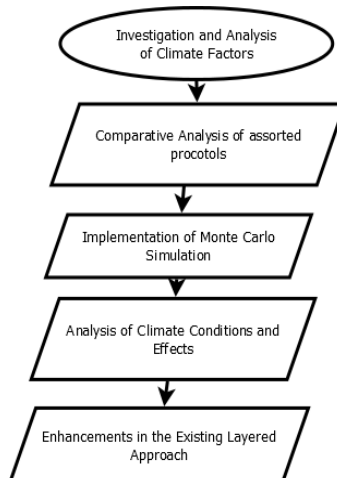 Investigation and Analysis
of Climate Factors
Comparative Analysis of assorted
procotols
Implementation of Monte Carlo
Simulation
Analysis of Climate Conditions and
Effects
Enhancements in the Existing Layered
Approach